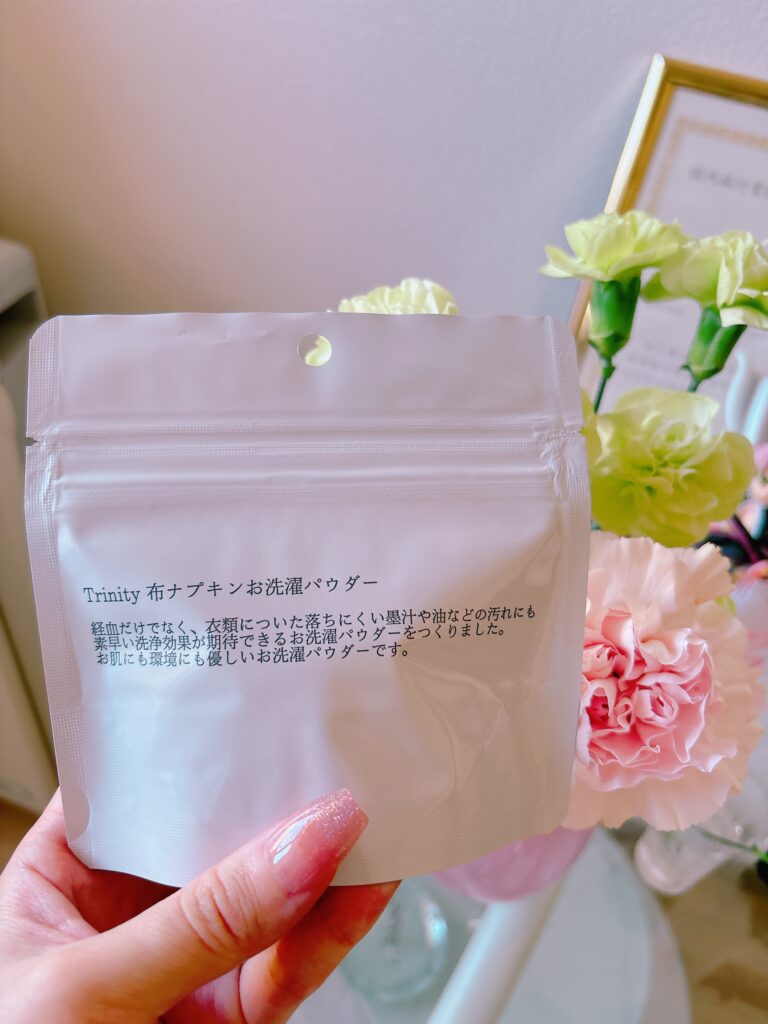 Trinity 布ナプキンお洗濯パウダー
経血だけでなく、衣類についた落ちにくい墨汁や油などの汚れにも
素早い洗浄効果が期待できるお洗濯パウダーをつくりました。
お肌にも環境にも優しいお洗濯パウダーです。